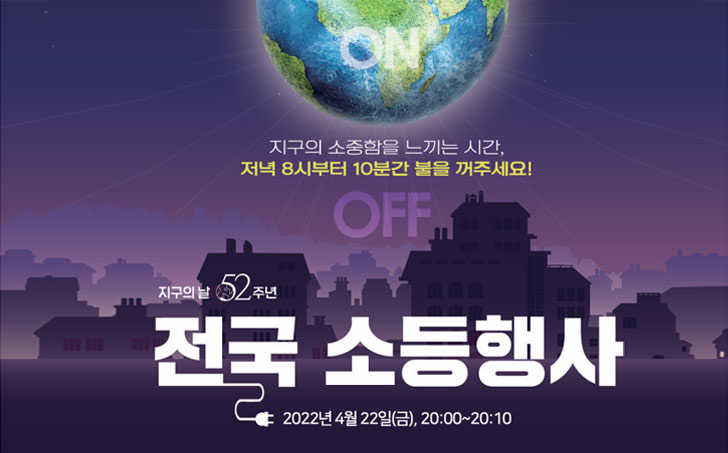 ON
지구의 소중함을 느끼는 시간,
저녁 8시부터 10분간 불을 꺼주세요!
OFF
지구의 날 52주년
전국 소등행사
2022년 4월 22일(금), 20:00~20:10